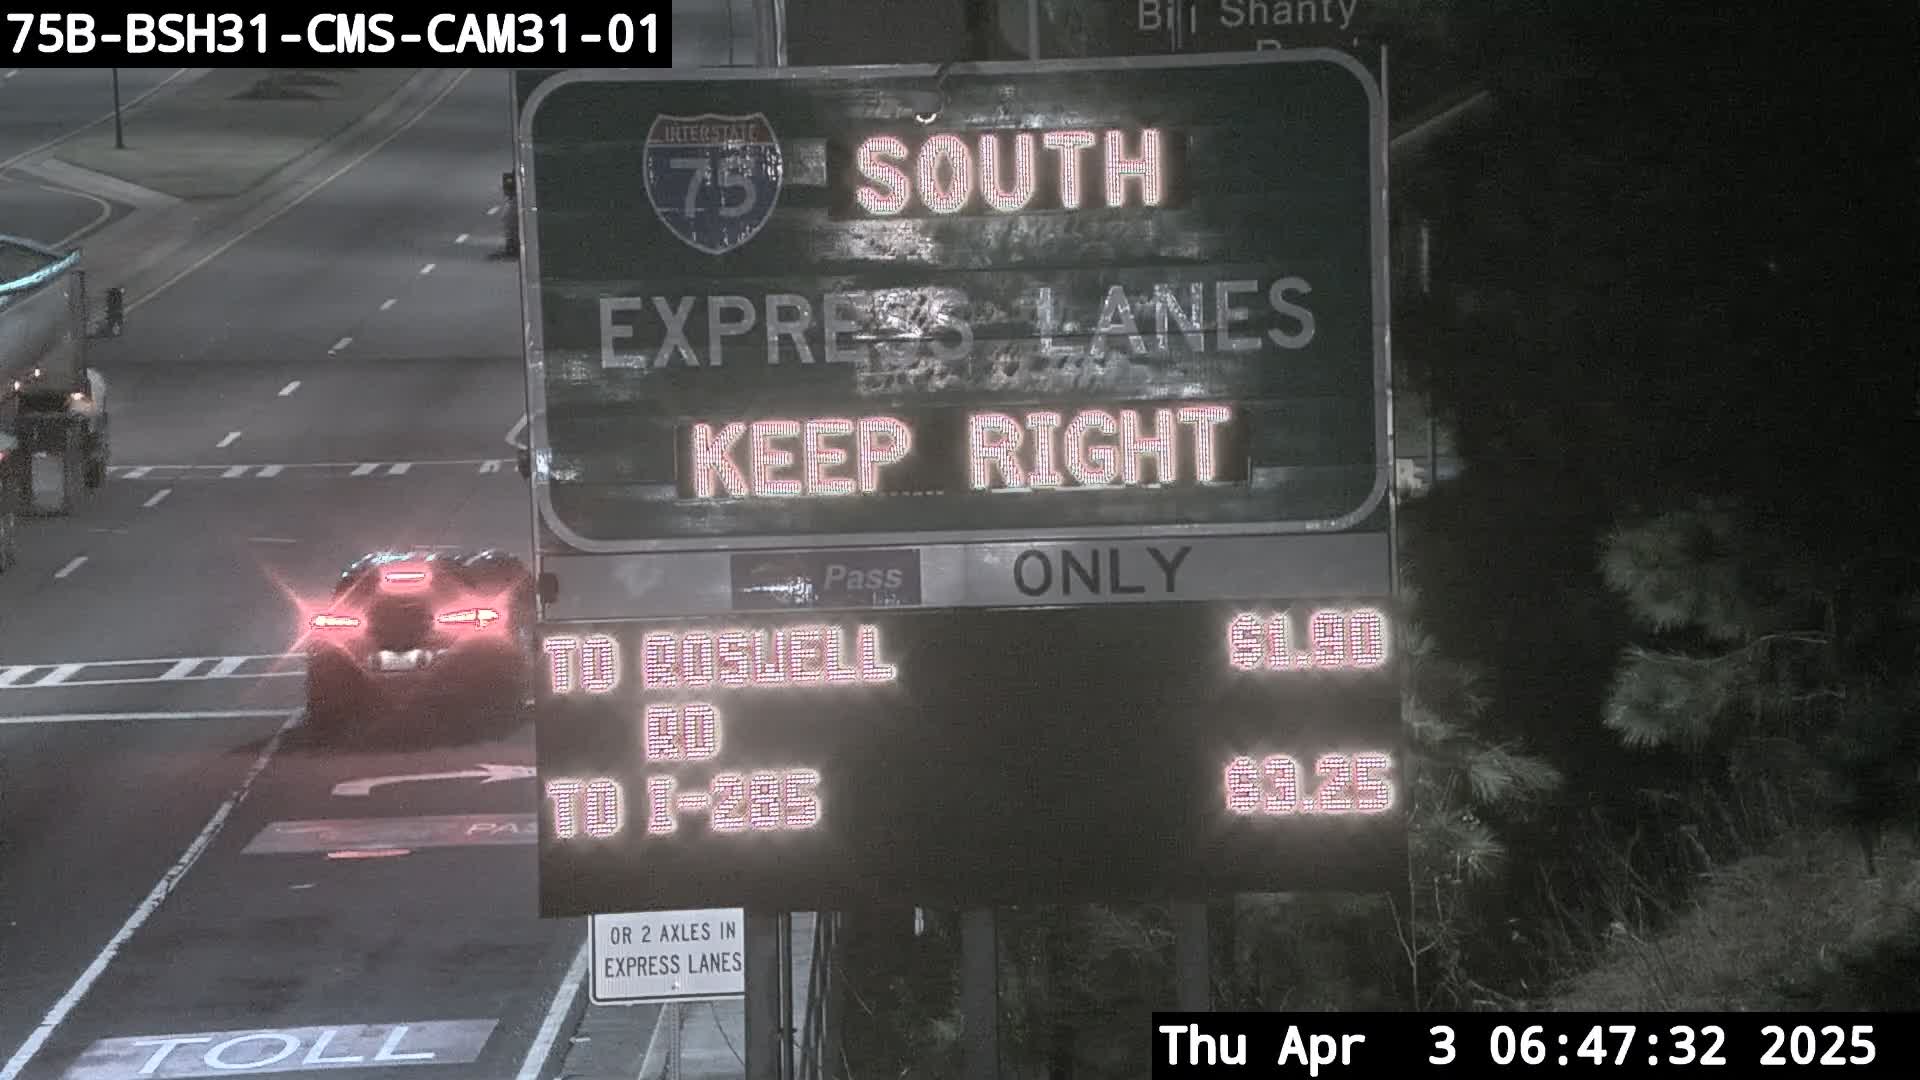 75B-BSH31-CMS-CAM31-01
Bill Shanty
INTERSTATE
75
SOUTH
EXPRESS LANES
KEEP RIGHT
Pass
ONLY
TO ROSWELL $1.90
RD
TO I-285 $3.25
OR 2 AXLES IN
EXPRESS LANES
TOLL
Thu Apr 3 06:47:32 2025